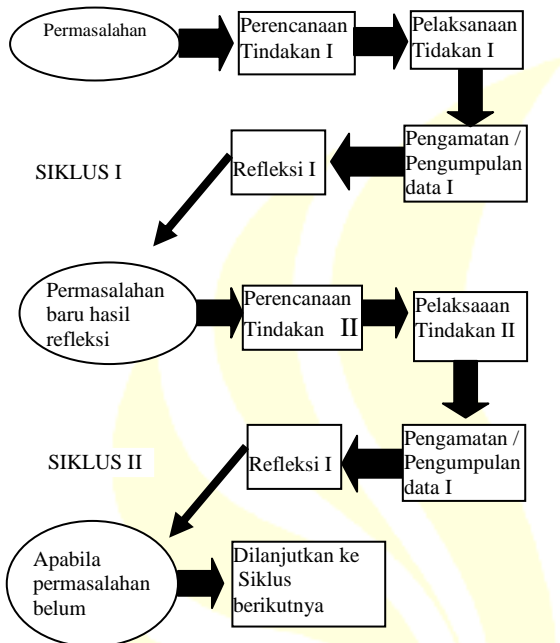 Permasalahan
Perencanaan
Tindakan I
Pelaksanaan
Tidakan I
SIKLUS I
Refleksi I
Pengamatan /
Pengumpulan
data I
Permasalahan
baru hasil
refleksi
Perencanaan
Tindakan II
Pelaksaaan
Tindakan II
SIKLUS II
Refleksi I
Pengamatan /
Pengumpulan
data I
Apabila
permasalahan
belum
Dilanjutkan ke
Siklus
berikutnya